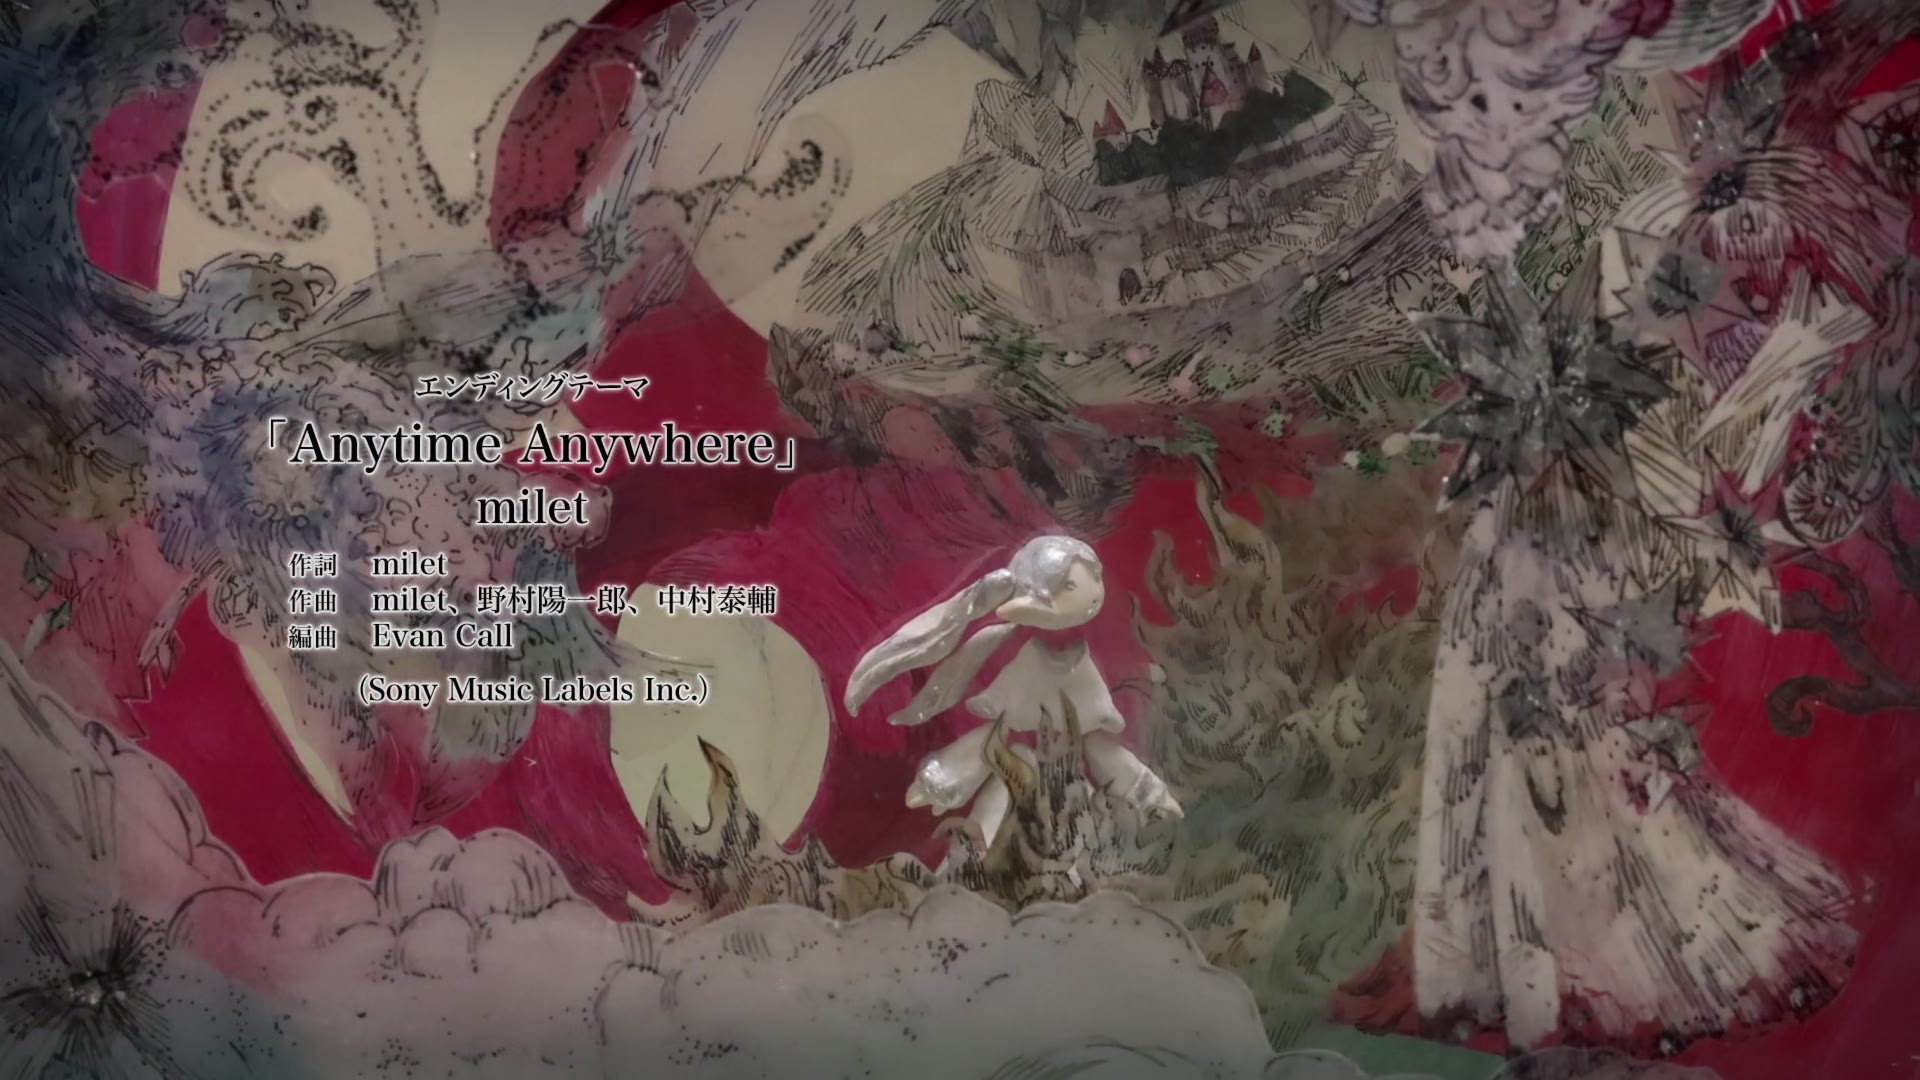 エンディングテーマ
「Anytime Anywhere」
milet
作詞 milet
作曲 milet、野村陽一郎、中村泰輔
編曲 Evan Call
(Sony Music Labels Inc.)